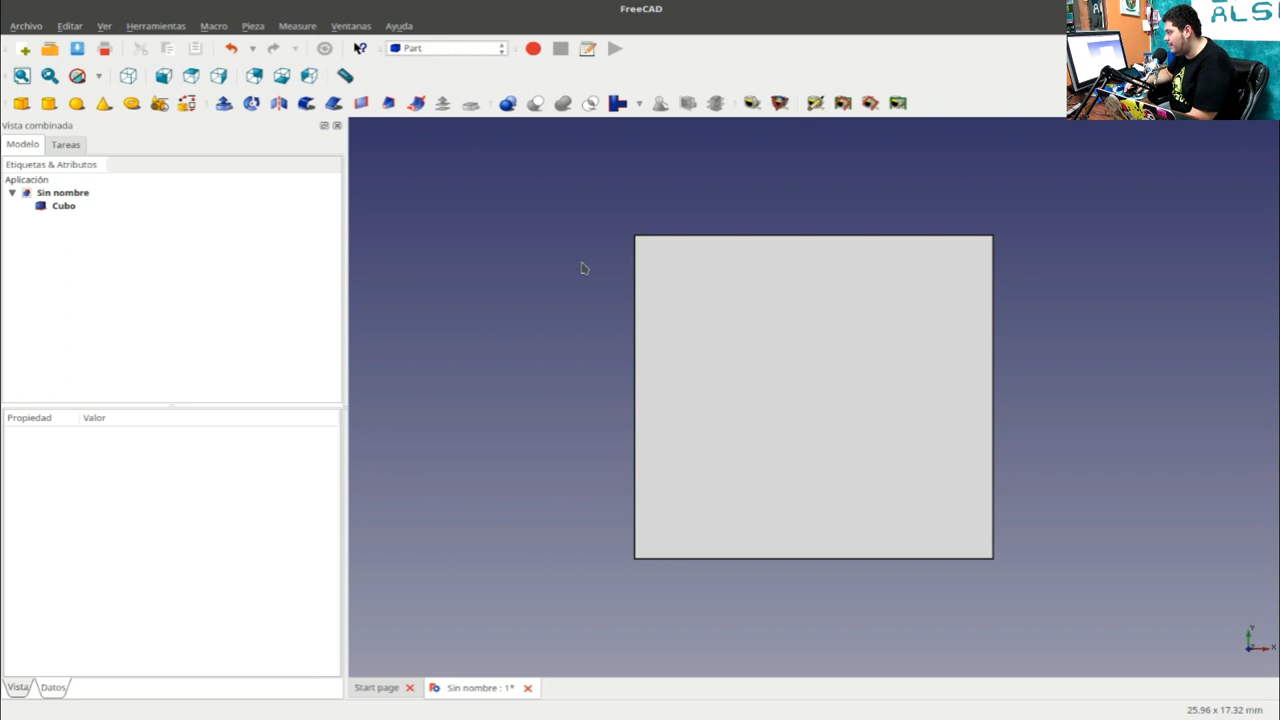 FreeCAD
Archivo Editar Ver Herramientas Macro Pieza Measure Ventanas Ayuda
Part
Vista combinada
Modelo Tareas
Etiquetas & Atributos
Aplicación
Sin nombre
Cubo
Propiedad Valor
Vista Datos
Start page Sin nombre : 1*
25.96 x 17.32 mm
Y
X
ALS